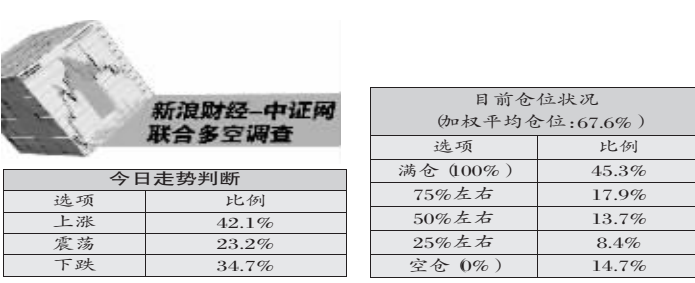 新浪财经-中证网
联合多空调查
今日走势判断
选项 比例
上涨 42.1%
震荡 23.2%
下跌 34.7%
目前仓位状况
(加权平均仓位:67.6%)
选项 比例
满仓(100%) 45.3%
75%左右 17.9%
50%左右 13.7%
25%左右 8.4%
空仓(0%) 14.7%